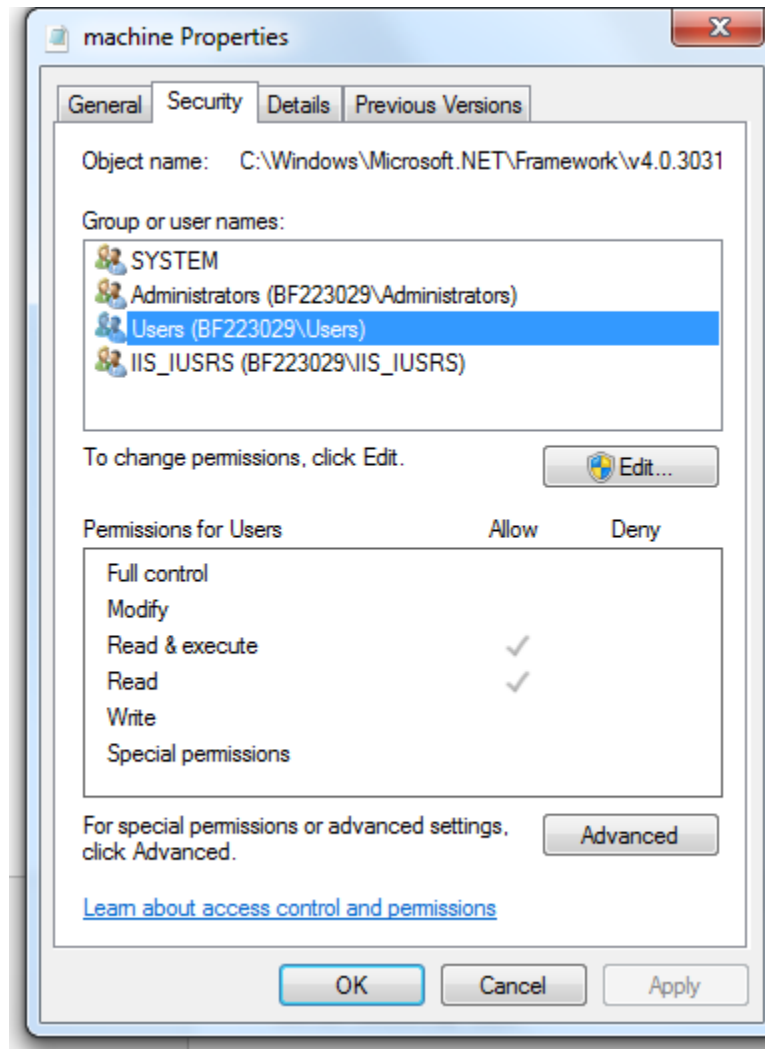 machine Properties
General Security Details Previous Versions
Object name: C:\Windows\Microsoft.NET\Framework\v4.0.3031
Group or user names:
SYSTEM
Administrators (BF223029\Administrators)
Users (BF223029\Users)
IIS_IUSRS (BF223029\IIS_IUSRS)
To change permissions, click Edit.
Edit...
Permissions for Users Allow Deny
Full control
Modify
Read & execute
Read
Write
Special permissions
For special permissions or advanced settings,
click Advanced.
Advanced
Learn about access control and permissions
OK Cancel Apply